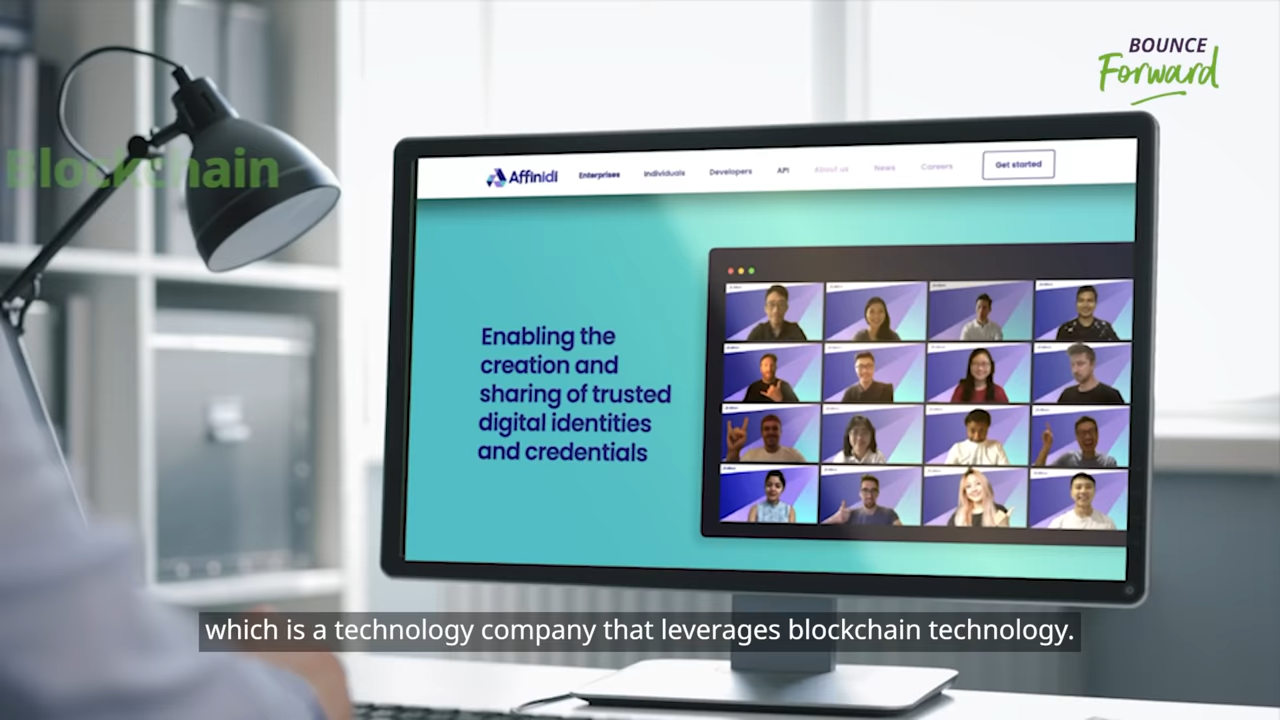 BOUNCE
Forward
Blockchain
Affinidi Enterprises Individuals Developers API About us News Careers Get started
Enabling the
creation and
sharing of trusted
digital identities
and credentials
which is a technology company that leverages blockchain technology.